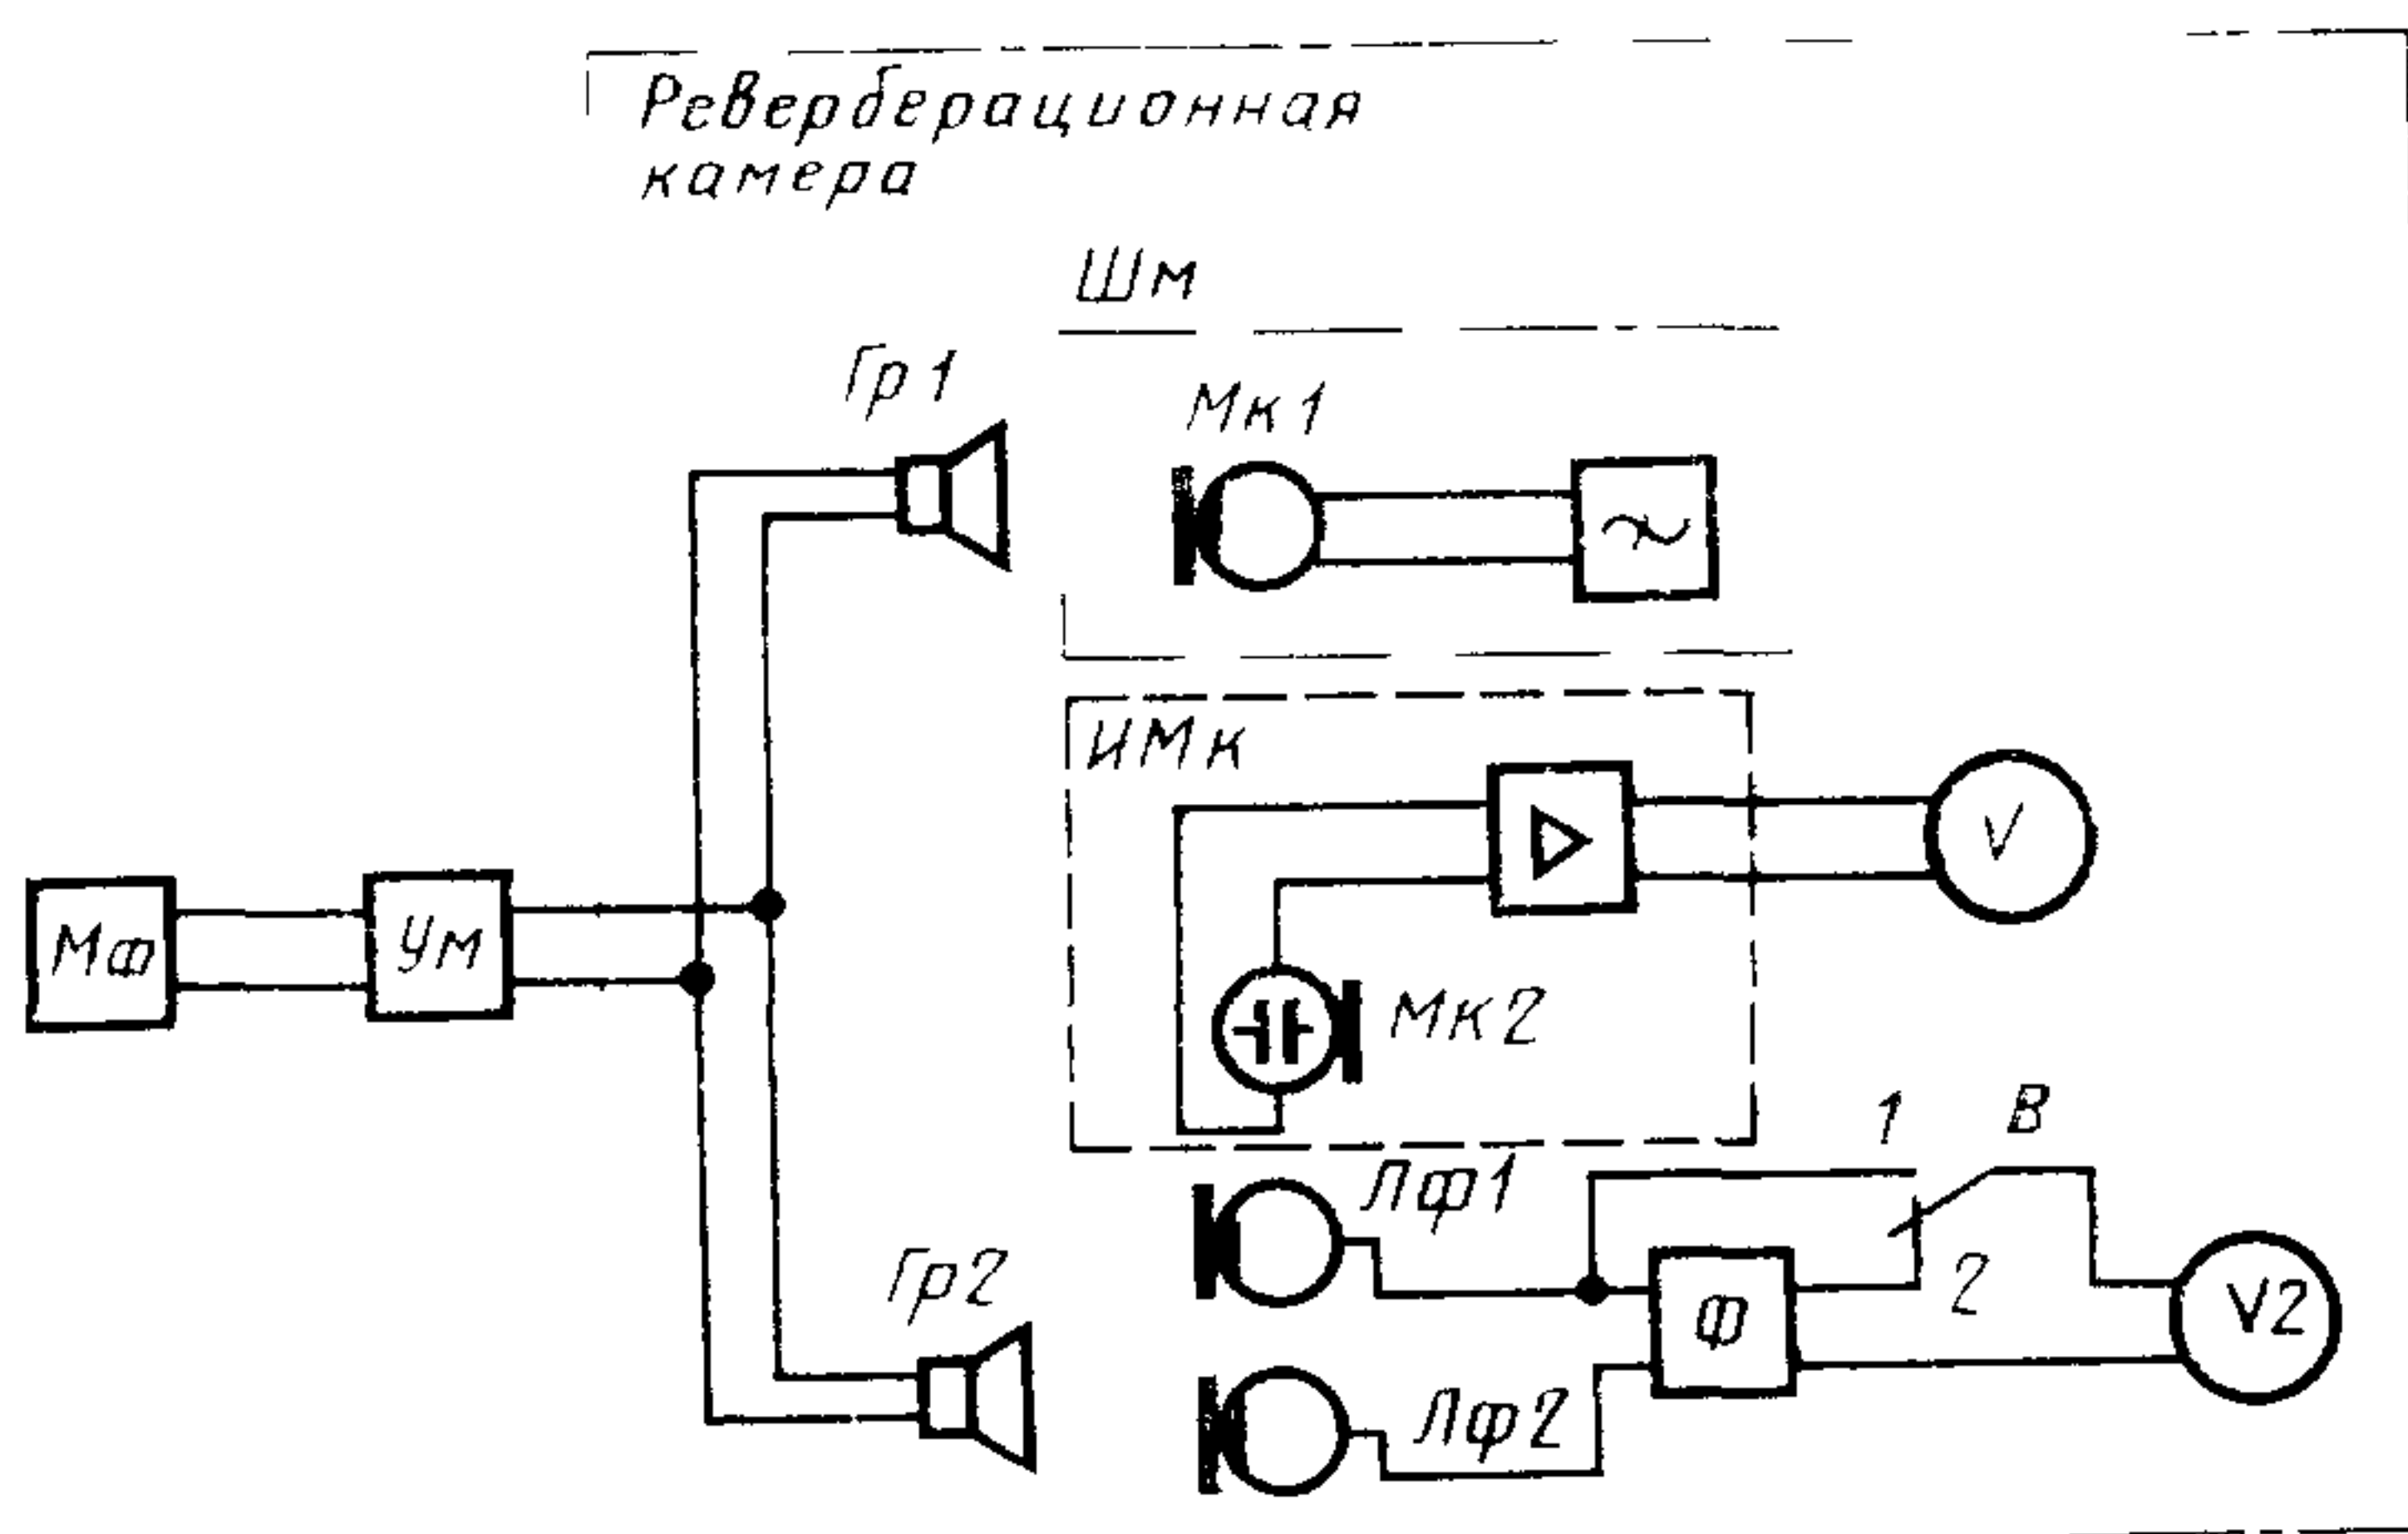 Реверберационная
камера
Шм
Гр1
Мк1
ИМк
V
Мф
Ум
Мк2
1
В
Лф1
2
Гр2
Ф
V2
Лф2